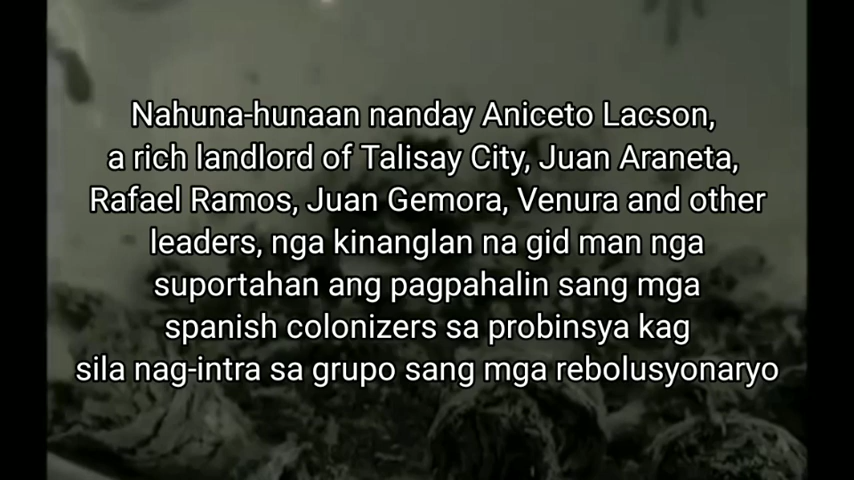 Nahuna-hunaan nanday Aniceto Lacson,
a rich landlord of Talisay City, Juan Araneta,
Rafael Ramos, Juan Gemora, Venura and other
leaders, nga kinanglan na gid man nga
suportahan ang pagpahalin sang mga
spanish colonizers sa probinsya kag
sila nag-intra sa grupo sang mga rebolusyonaryo